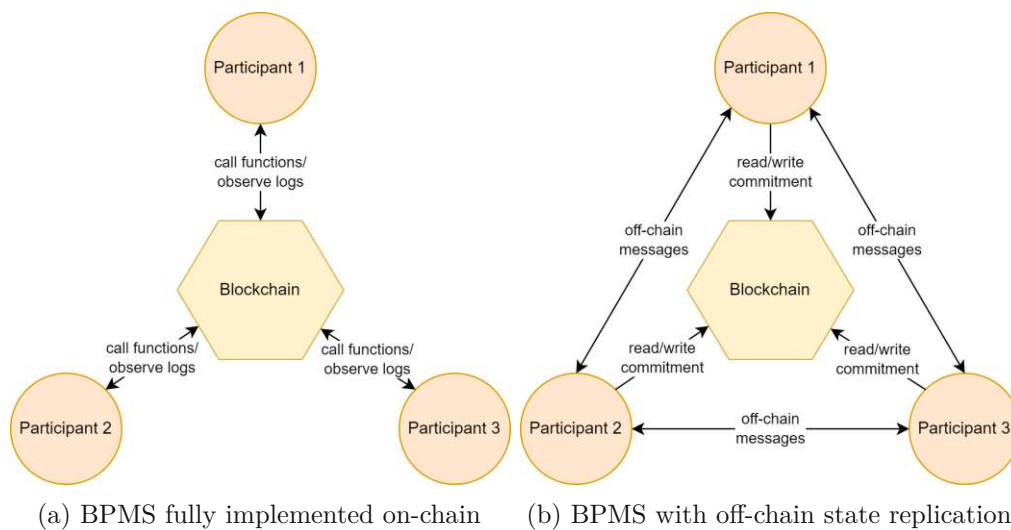 Participant 1
call functions/
observe logs
Blockchain
call functions/
observe logs
call functions/
observe logs
Participant 2
Participant 3
(a) BPMS fully implemented on-chain
Participant 1
read/write
commitment
off-chain
messages
off-chain
messages
Blockchain
read/write
commitment
read/write
commitment
Participant 2
off-chain
messages
Participant 3
(b) BPMS with off-chain state replication